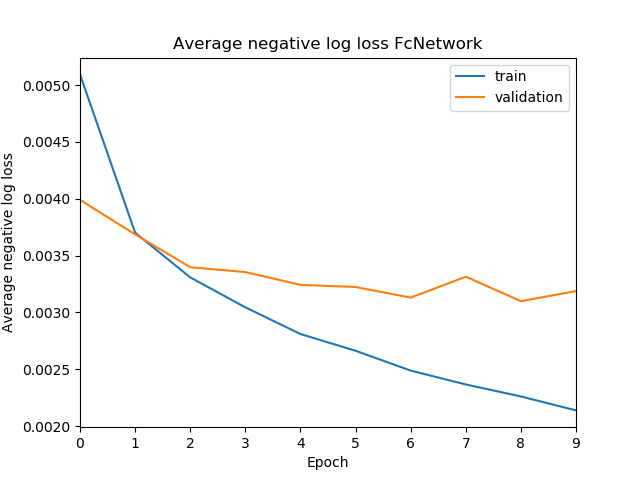 Average negative log loss FcNetwork
train
validation
Average negative log loss
0.0050
0.0045
0.0040
0.0035
0.0030
0.0025
0.0020
0 1 2 3 4 5 6 7 8 9
Epoch